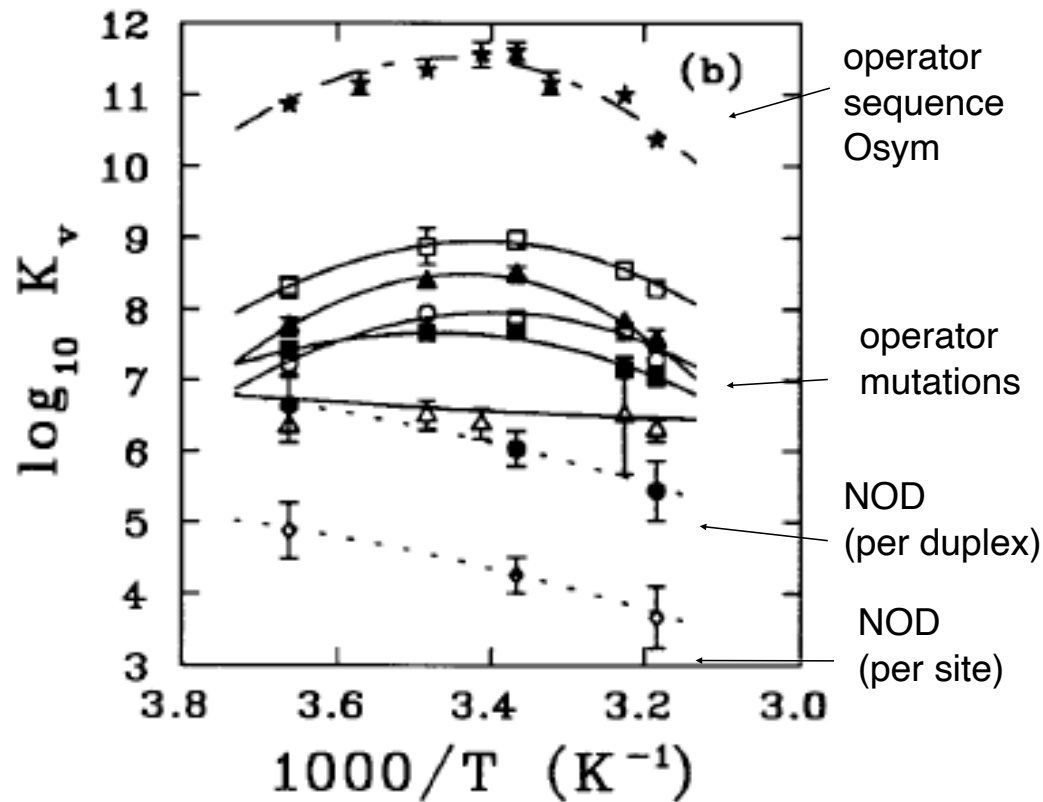 12
11
10
9
8
7
6
5
4
3
log10 Kv
(b)
3.8
3.6
3.4
3.2
3.0
1000/T (K⁻¹)
operator
sequence
Osym
operator
mutations
NOD
(per duplex)
NOD
(per site)